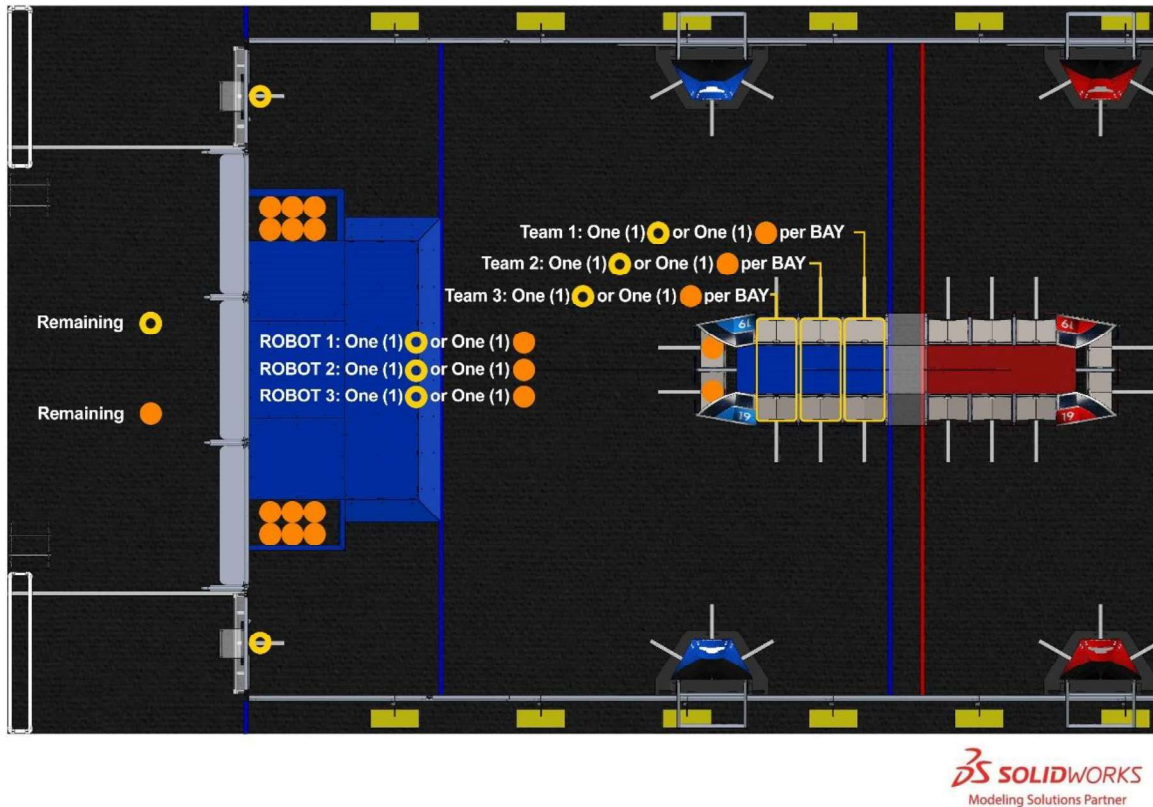 Team 1: One (1) or One (1) per BAY
Team 2: One (1) or One (1) per BAY
Team 3: One (1) or One (1) per BAY
Remaining
ROBOT 1: One (1) or One (1)
ROBOT 2: One (1) or One (1)
ROBOT 3: One (1) or One (1)
Remaining
19 19
19 19
SOLIDWORKS
Modeling Solutions Partner